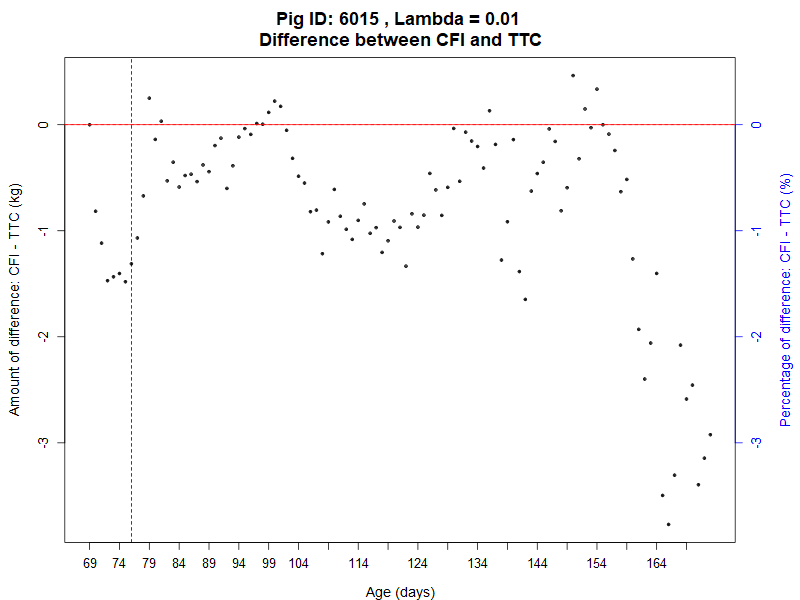 Pig ID: 6015 , Lambda = 0.01
Difference between CFI and TTC
Amount of difference: CFI - TTC (kg)
0
-1
-2
-3
0
-1
-2
-3
Percentage of difference: CFI - TTC (%)
69 74 79 84 89 94 99 104 114 124 134 144 154 164
Age (days)